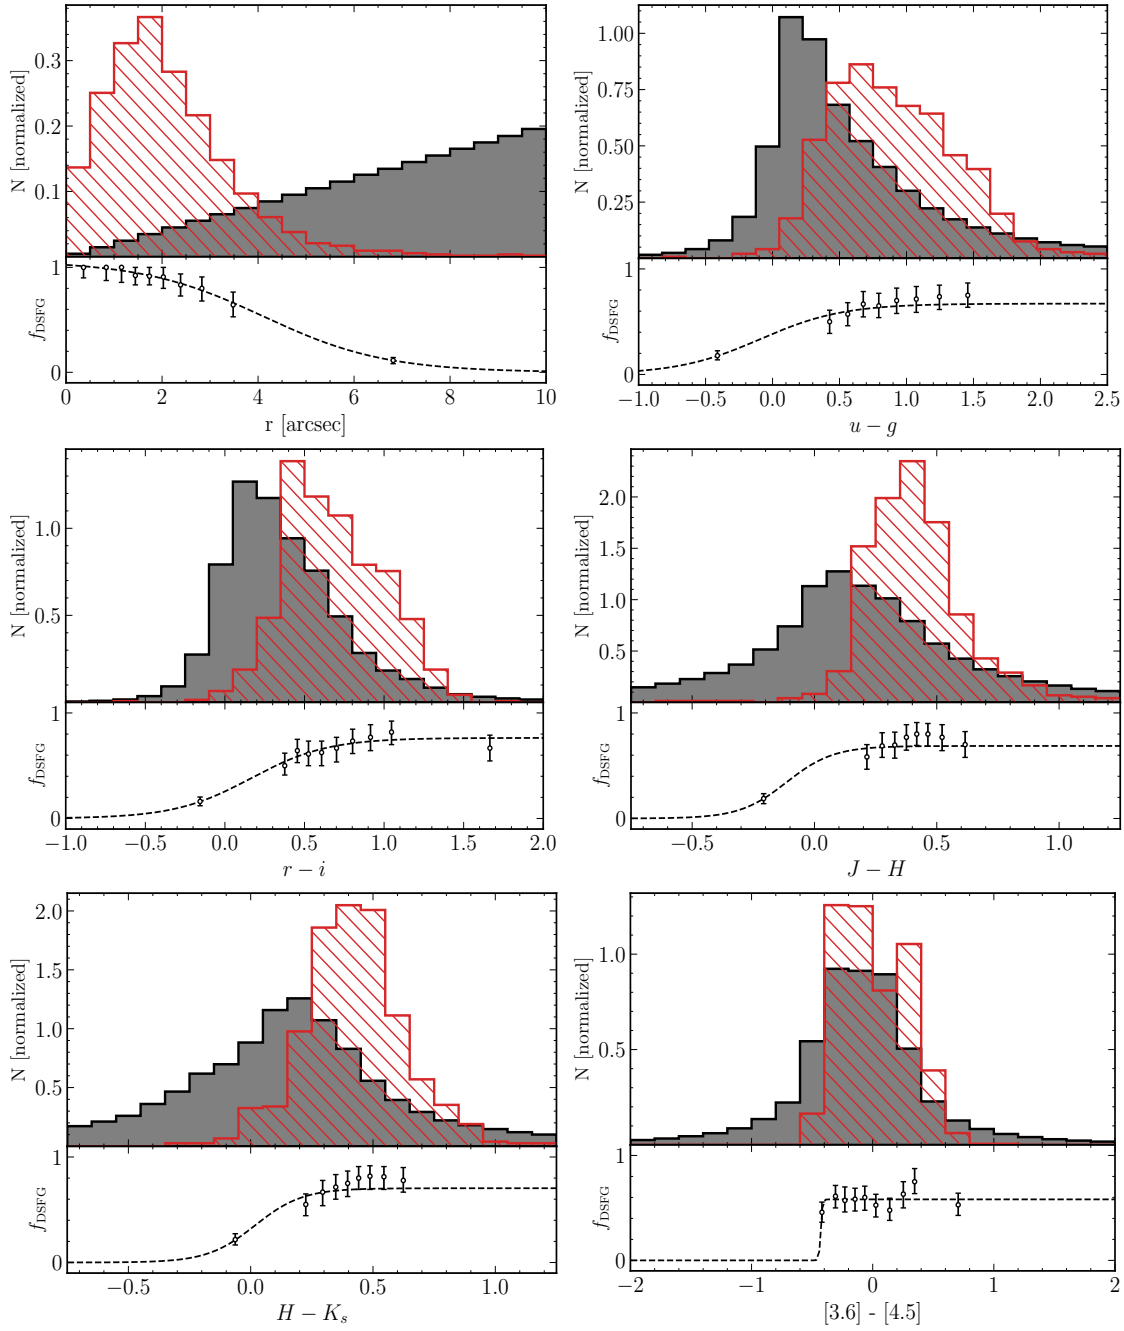 N [normalized]
0.3
0.2
0.1
f_DSFG
1
0
0 2 4 6 8 10
r [arcsec]
N [normalized]
1.00
0.75
0.50
0.25
f_DSFG
1
0
−1.0 −0.5 0.0 0.5 1.0 1.5 2.0 2.5
u − g
N [normalized]
1.0
0.5
f_DSFG
1
0
−1.0 −0.5 0.0 0.5 1.0 1.5 2.0
r − i
N [normalized]
2.0
1.5
1.0
0.5
f_DSFG
1
0
−0.5 0.0 0.5 1.0
J − H
N [normalized]
2.0
1.5
1.0
0.5
f_DSFG
1
0
−0.5 0.0 0.5 1.0
H − K_s
N [normalized]
1.0
0.5
f_DSFG
1
0
−2 −1 0 1 2
[3.6] - [4.5]